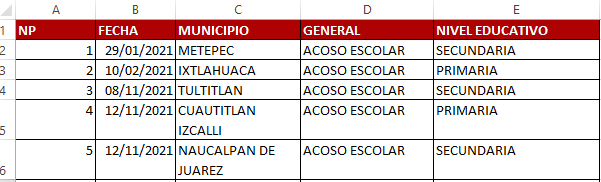 A B C D E
1 NP FECHA MUNICIPIO GENERAL NIVEL EDUCATIVO
2 1 29/01/2021 METEPEC ACOSO ESCOLAR SECUNDARIA
3 2 10/02/2021 IXTLAHUACA ACOSO ESCOLAR PRIMARIA
4 3 08/11/2021 TULTITLAN ACOSO ESCOLAR SECUNDARIA
4 12/11/2021 CUAUTITLAN ACOSO ESCOLAR PRIMARIA
5 IZCALLI
5 12/11/2021 NAUCALPAN DE ACOSO ESCOLAR SECUNDARIA
6 JUAREZ